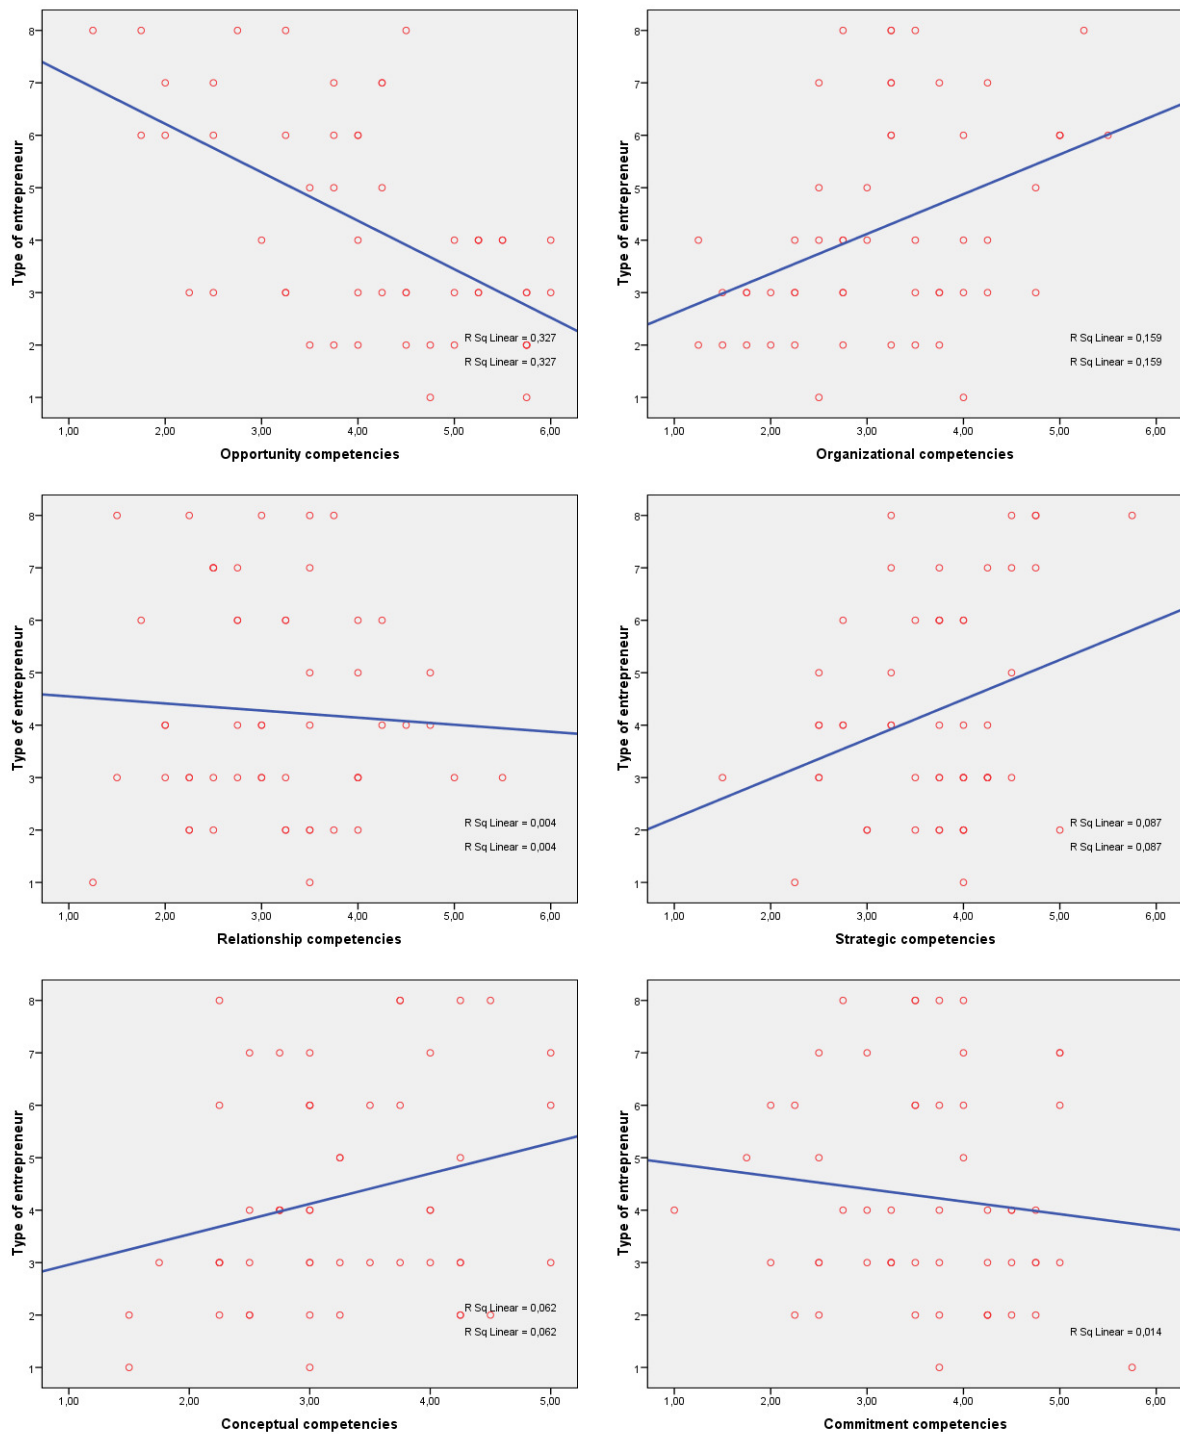 Type of entrepreneur
8
7
6
5
4
3
2
1
R Sq Linear = 0,327
R Sq Linear = 0,327
1,00 2,00 3,00 4,00 5,00 6,00
Opportunity competencies
Type of entrepreneur
8
7
6
5
4
3
2
1
R Sq Linear = 0,159
R Sq Linear = 0,159
1,00 2,00 3,00 4,00 5,00 6,00
Organizational competencies
Type of entrepreneur
8
7
6
5
4
3
2
1
R Sq Linear = 0,004
R Sq Linear = 0,004
1,00 2,00 3,00 4,00 5,00 6,00
Relationship competencies
Type of entrepreneur
8
7
6
5
4
3
2
1
R Sq Linear = 0,087
R Sq Linear = 0,087
1,00 2,00 3,00 4,00 5,00 6,00
Strategic competencies
Type of entrepreneur
8
7
6
5
4
3
2
1
R Sq Linear = 0,062
R Sq Linear = 0,062
1,00 2,00 3,00 4,00 5,00
Conceptual competencies
Type of entrepreneur
8
7
6
5
4
3
2
1
R Sq Linear = 0,014
1,00 2,00 3,00 4,00 5,00 6,00
Commitment competencies